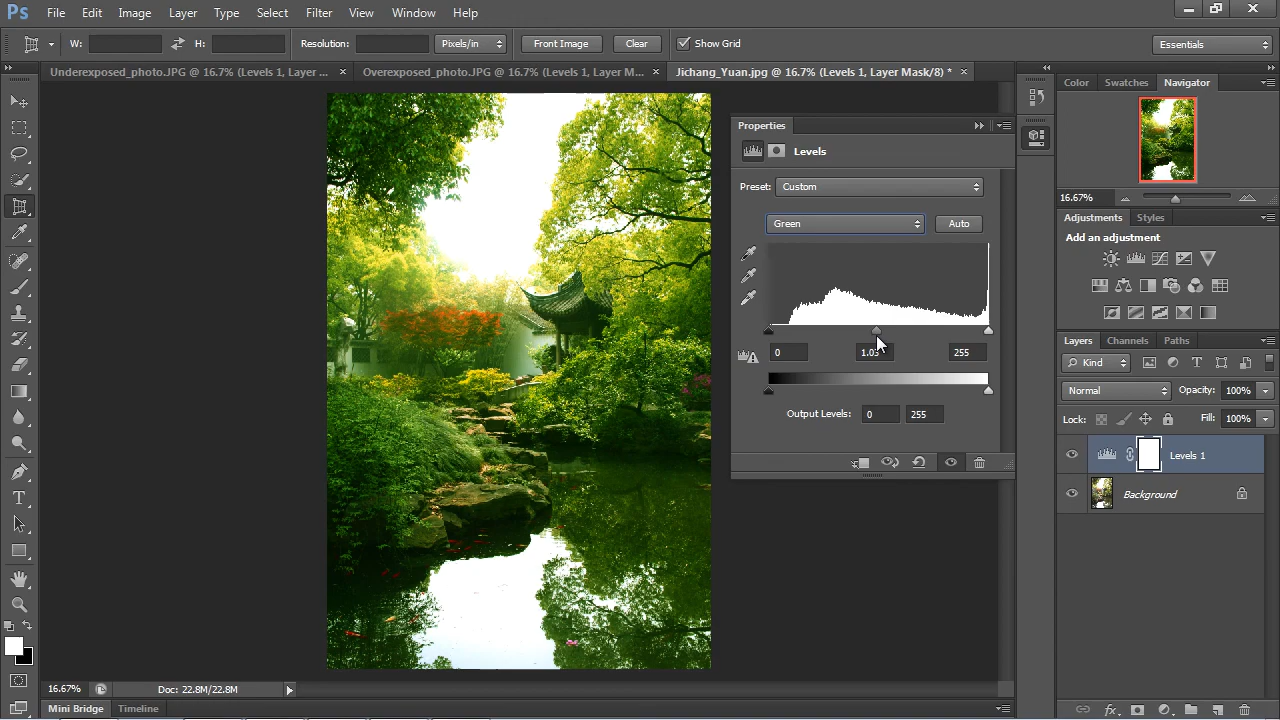 Ps File Edit Image Layer Type Select Filter View Window Help
W: H: Resolution: Pixels/in Front Image Clear Show Grid Essentials
Underexposed_photo.JPG @ 16.7% (Levels 1, Layer ... × Overexposed_photo.JPG @ 16.7% (Levels 1, Layer M... × Jichang_Yuan.jpg @ 16.7% (Levels 1, Layer Mask/8) * ×
Color Swatches Navigator
16.67%
Properties
Levels
Preset: Custom
Green Auto
0 255
Output Levels: 0 255
Adjustments Styles
Add an adjustment
Layers Channels Paths
Kind
Normal Opacity: 100%
Lock: Fill: 100%
Levels 1
Background
16.67% Doc: 22.8M/22.8M
Mini Bridge Timeline